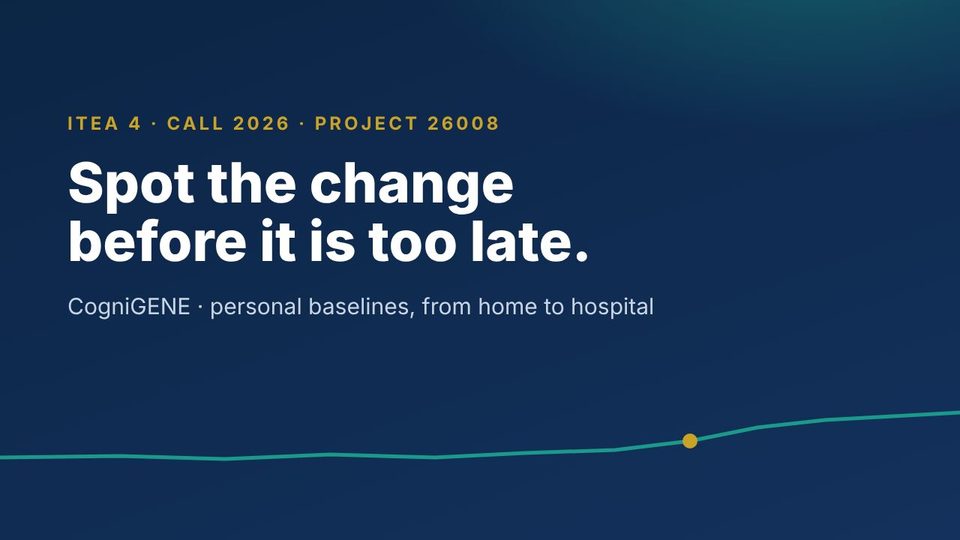 ITEA 4 · CALL 2026 · PROJECT 26008
Spot the change
before it is too late.
CogniGENE · personal baselines, from home to hospital